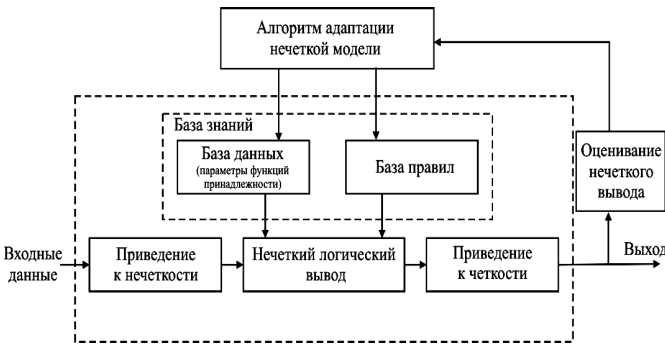 Алгоритм адаптации
нечеткой модели
База знаний
База данных
(параметры функций
принадлежности)
База правил
Оценивание
нечеткого
вывода
Входные
данные
Приведение
к нечеткости
Нечеткий логический
вывод
Приведение
к четкости
Выход